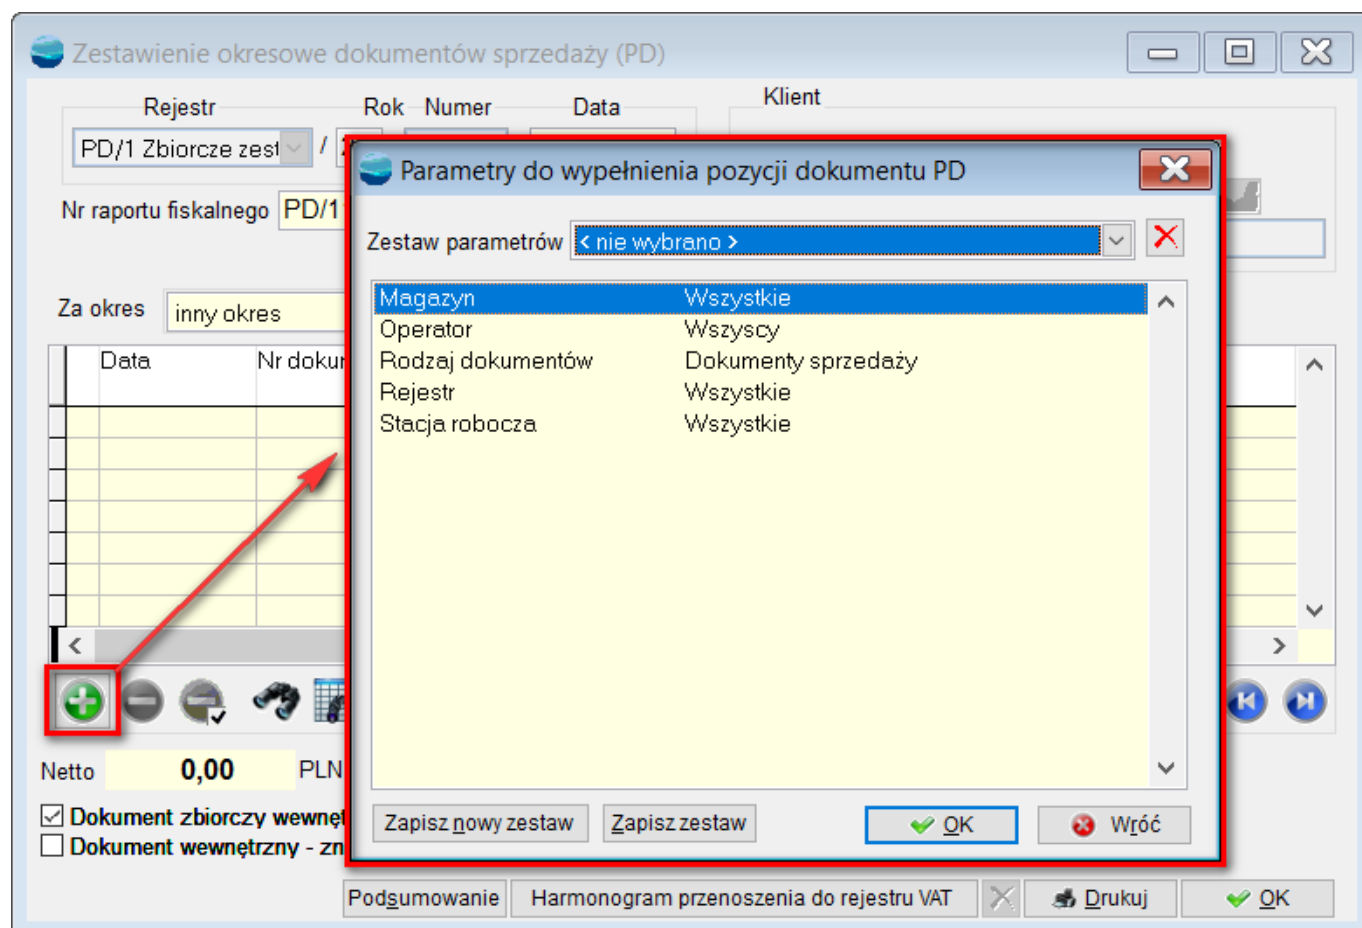 Zestawienie okresowe dokumentów sprzedaży (PD)
Rejestr Rok Numer Data Klient
PD/1 Zbiorcze zest /
Nr raportu fiskalnego PD/1
Za okres inny okres
Data Nr dokum
Netto 0,00 PLN
Dokument zbiorczy wewnęt
Dokument wewnętrzny - zn
Parametry do wypełnienia pozycji dokumentu PD
Zestaw parametrów < nie wybrano >
Magazyn Wszystkie
Operator Wszyscy
Rodzaj dokumentów Dokumenty sprzedaży
Rejestr Wszystkie
Stacja robocza Wszystkie
Zapisz nowy zestaw Zapisz zestaw OK Wróć
Podsumowanie Harmonogram przenoszenia do rejestru VAT Drukuj OK